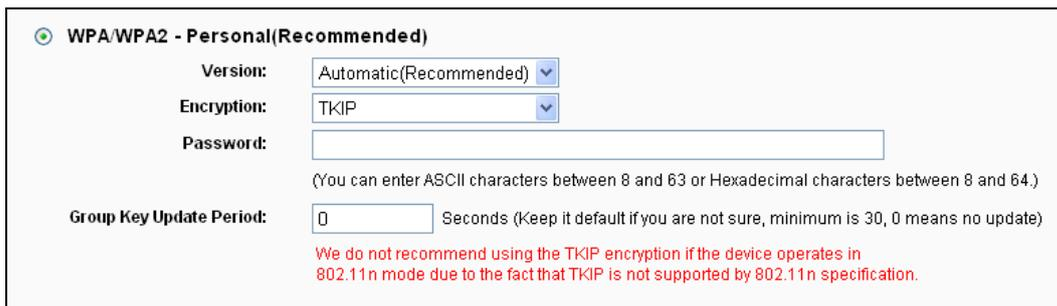 WPA/WPA2 - Personal(Recommended)
Version: Automatic(Recommended)
Encryption: TKIP
Password:
(You can enter ASCII characters between 8 and 63 or Hexadecimal characters between 8 and 64.)
Group Key Update Period: 0 Seconds (Keep it default if you are not sure, minimum is 30, 0 means no update)
We do not recommend using the TKIP encryption if the device operates in
802.11n mode due to the fact that TKIP is not supported by 802.11n specification.